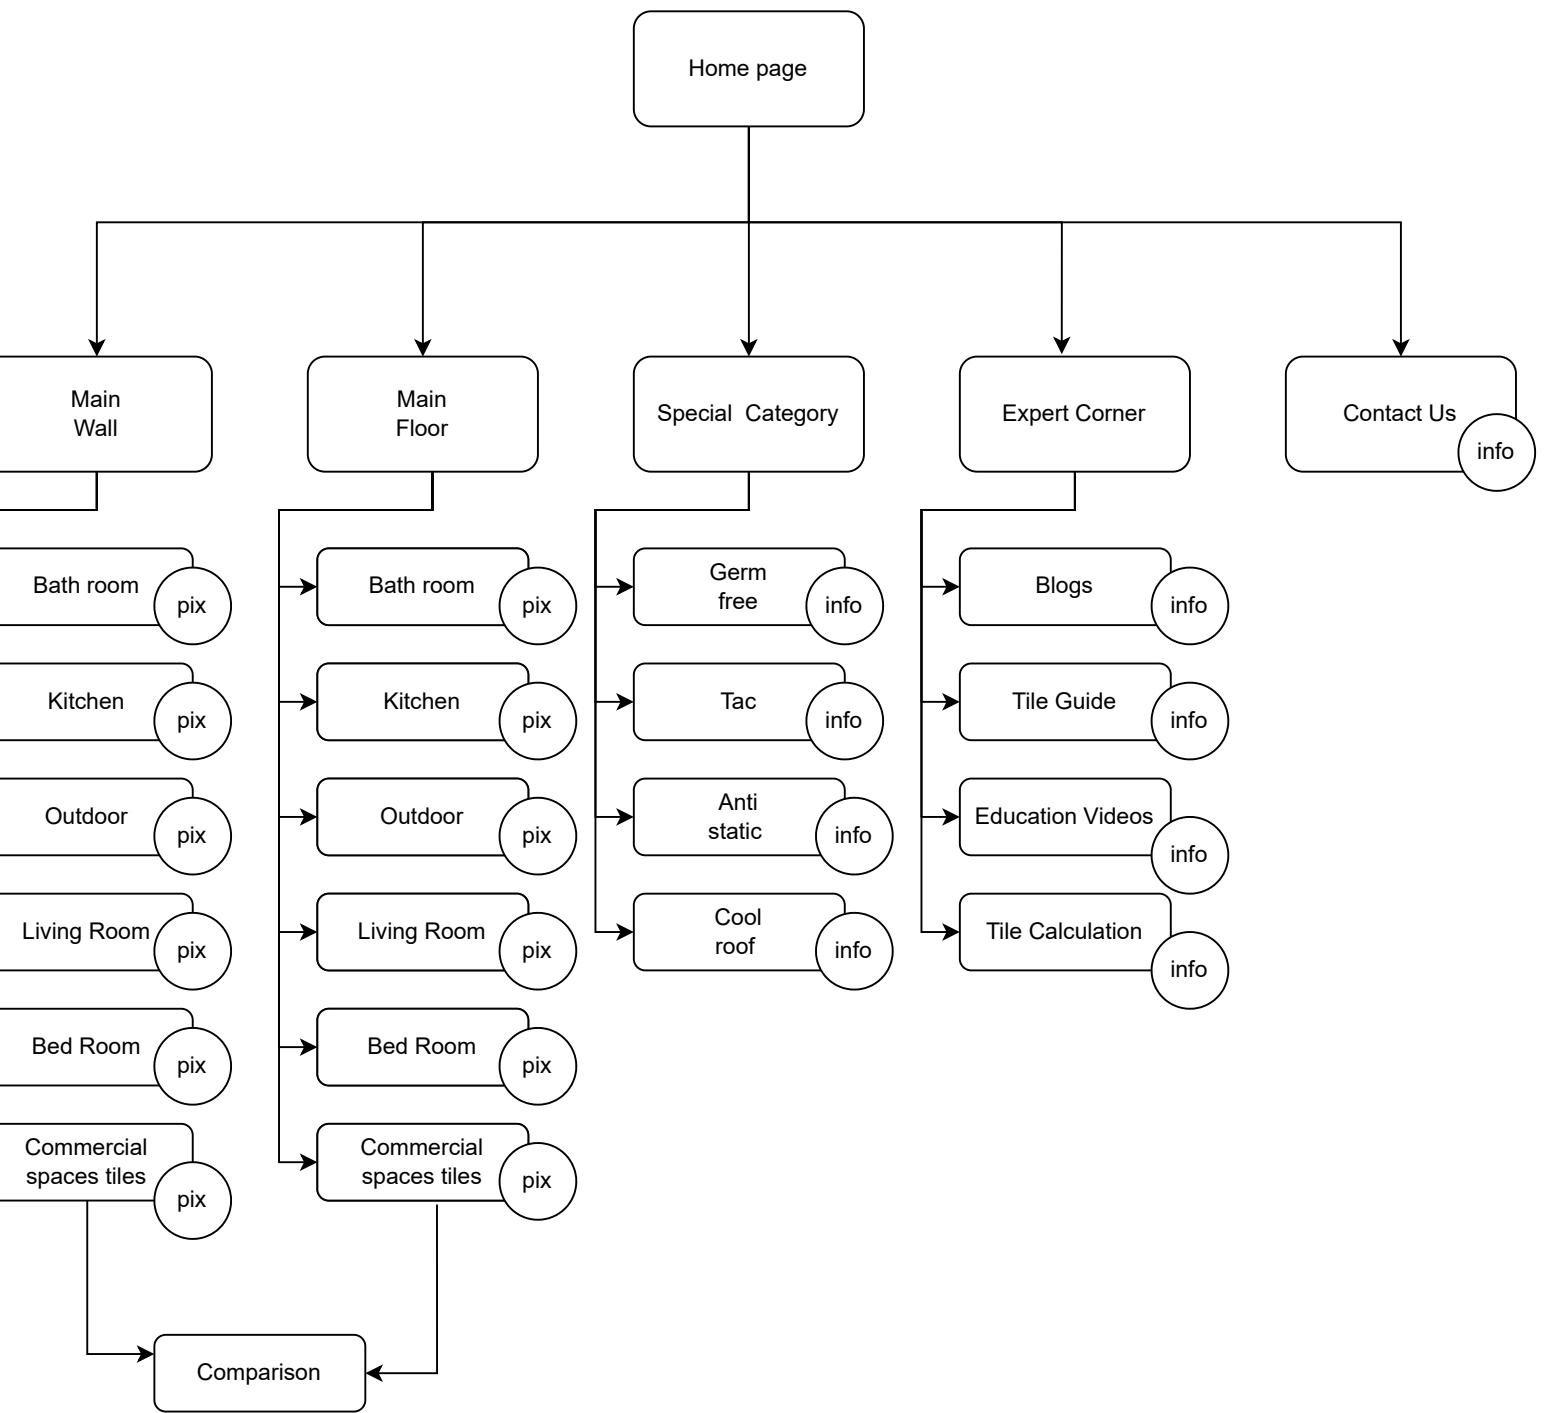 Home page
Main
Wall
Main
Floor
Special  Category
Expert Corner
Contact Us
info
Bath room
pix
Bath room
pix
Germ
free
info
Blogs
info
Kitchen
pix
Kitchen
pix
Tac
info
Tile Guide
info
Outdoor
pix
Outdoor
pix
Anti
static
info
Education Videos
info
Living Room
pix
Living Room
pix
Cool
roof
info
Tile Calculation
info
Bed Room
pix
Bed Room
pix
Commercial
spaces tiles
pix
Commercial
spaces tiles
pix
Comparison